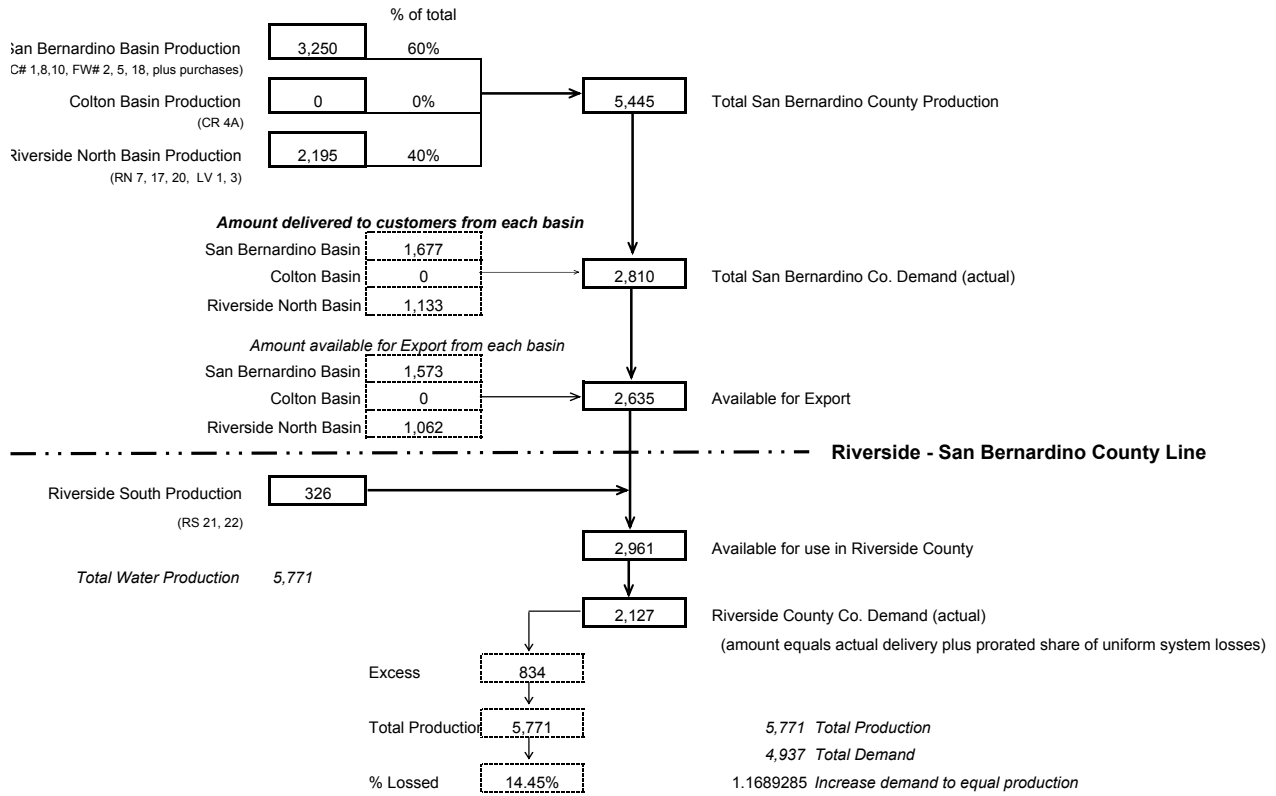 % of total
San Bernardino Basin Production 3,250 60%
C# 1,8,10, FW# 2, 5, 18, plus purchases)
Colton Basin Production 0 0% 5,445 Total San Bernardino County Production
(CR 4A)
Riverside North Basin Production 2,195 40%
(RN 7, 17, 20, LV 1, 3)
Amount delivered to customers from each basin
San Bernardino Basin 1,677
Colton Basin 0 2,810 Total San Bernardino Co. Demand (actual)
Riverside North Basin 1,133
Amount available for Export from each basin
San Bernardino Basin 1,573
Colton Basin 0 2,635 Available for Export
Riverside North Basin 1,062
Riverside - San Bernardino County Line
Riverside South Production 326
(RS 21, 22)
2,961 Available for use in Riverside County
Total Water Production 5,771
2,127 Riverside County Co. Demand (actual)
(amount equals actual delivery plus prorated share of uniform system losses)
Excess 834
Total Production 5,771 5,771 Total Production
4,937 Total Demand
% Lossed 14.45% 1.1689285 Increase demand to equal production